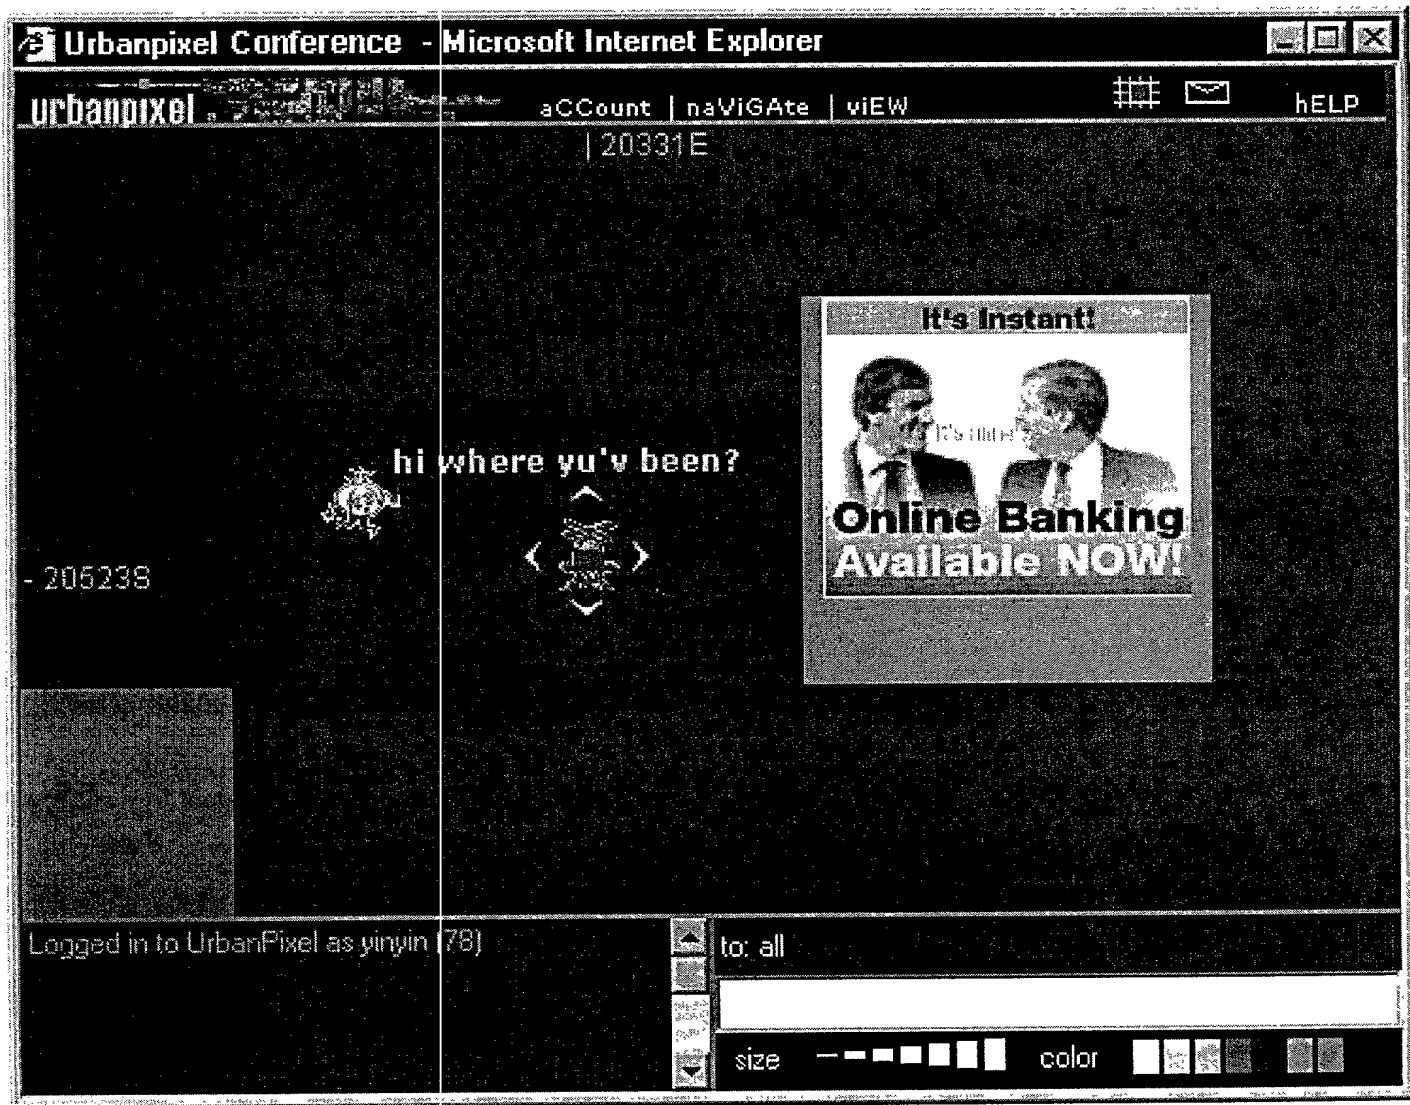 Urbanpixel Conference - Microsoft Internet Explorer
urbanpixel aCCount | naViGAte | viEW hELP
| 20331E
It's Instant!
hi where yu'v been?
Online Banking
Available NOW!
- 20523S
Logged in to UrbanPixel as yinyin (78)
to: all
size color